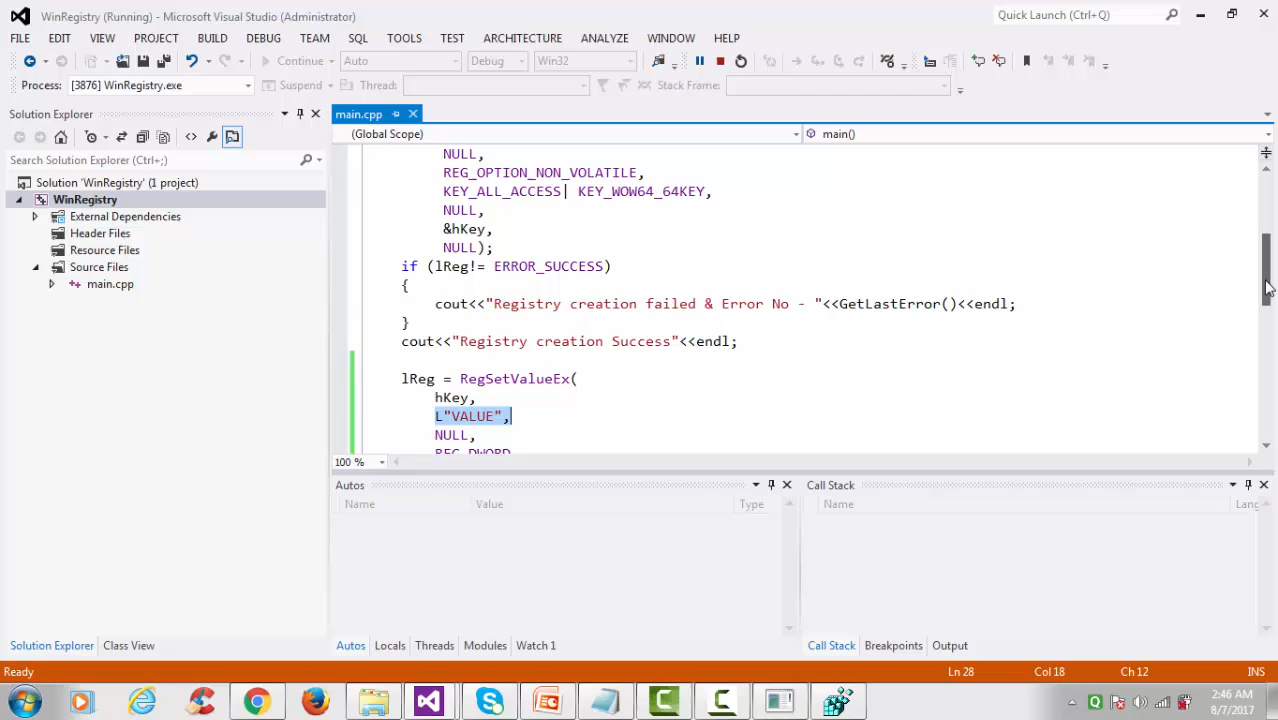 WinRegistry (Running) - Microsoft Visual Studio (Administrator)
Quick Launch (Ctrl+Q)
FILE EDIT VIEW PROJECT BUILD DEBUG TEAM SQL TOOLS TEST ARCHITECTURE ANALYZE WINDOW HELP
Continue Auto Debug Win32
Process: [3876] WinRegistry.exe Suspend Thread: Stack Frame:
Solution Explorer
main.cpp
(Global Scope) main()
Search Solution Explorer (Ctrl+;)
Solution 'WinRegistry' (1 project)
WinRegistry
External Dependencies
Header Files
Resource Files
Source Files
main.cpp
NULL,
REG_OPTION_NON_VOLATILE,
KEY_ALL_ACCESS| KEY_WOW64_64KEY,
NULL,
&hKey,
NULL);
if (lReg!= ERROR_SUCCESS)
{
cout<<"Registry creation failed & Error No - "<<GetLastError()<<endl;
}
cout<<"Registry creation Success"<<endl;
lReg = RegSetValueEx(
hKey,
L"VALUE",
NULL,
REG_DWORD
100 %
Autos
Name Value Type
Call Stack
Name Lang
Solution Explorer Class View
Autos Locals Threads Modules Watch 1
Call Stack Breakpoints Output
Ready Ln 28 Col 18 Ch 12 INS
2:46 AM
8/7/2017